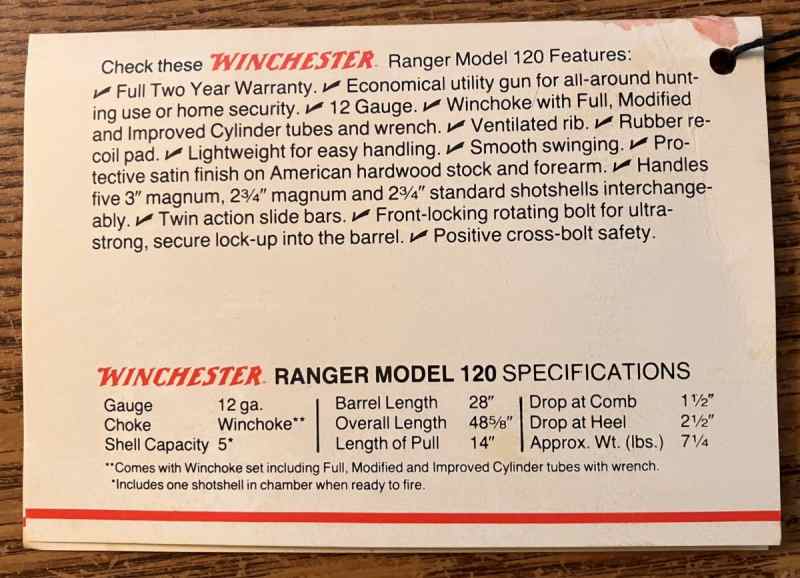 Check these WINCHESTER Ranger Model 120 Features:
✔ Full Two Year Warranty. ✔ Economical utility gun for all-around hunt-
ing use or home security. ✔ 12 Gauge. ✔ Winchoke with Full, Modified
and Improved Cylinder tubes and wrench. ✔ Ventilated rib. ✔ Rubber re-
coil pad. ✔ Lightweight for easy handling. ✔ Smooth swinging. ✔ Pro-
tective satin finish on American hardwood stock and forearm. ✔ Handles
five 3″ magnum, 2¾″ magnum and 2¾″ standard shotshells interchange-
ably. ✔ Twin action slide bars. ✔ Front-locking rotating bolt for ultra-
strong, secure lock-up into the barrel. ✔ Positive cross-bolt safety.
WINCHESTER RANGER MODEL 120 SPECIFICATIONS
Gauge 12 ga. Barrel Length 28″ Drop at Comb 1½″
Choke Winchoke** Overall Length 48⅝″ Drop at Heel 2½″
Shell Capacity 5* Length of Pull 14″ Approx. Wt. (lbs.) 7¼
**Comes with Winchoke set including Full, Modified and Improved Cylinder tubes with wrench.
*Includes one shotshell in chamber when ready to fire.